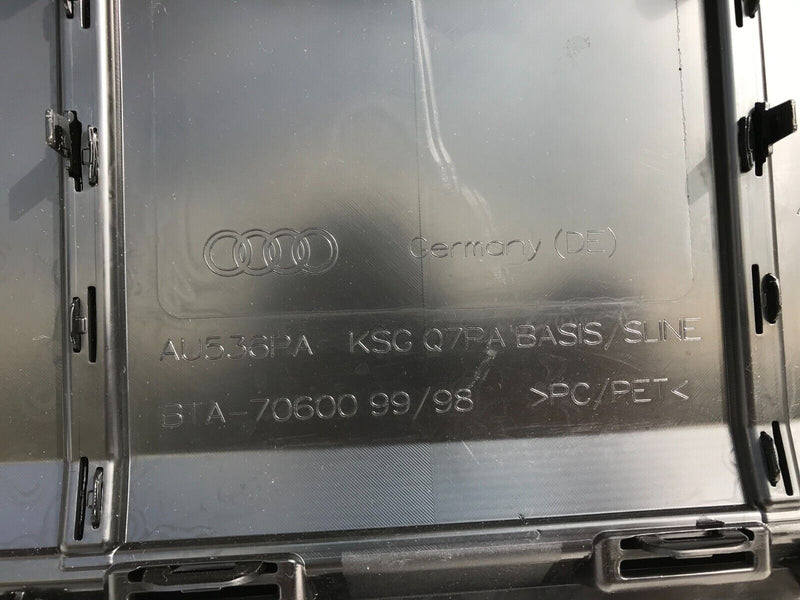 Germany (DE)
AU536PA KSG Q7PA BASIS/SLINE
BTA-70600 99/98 >PC/PET<